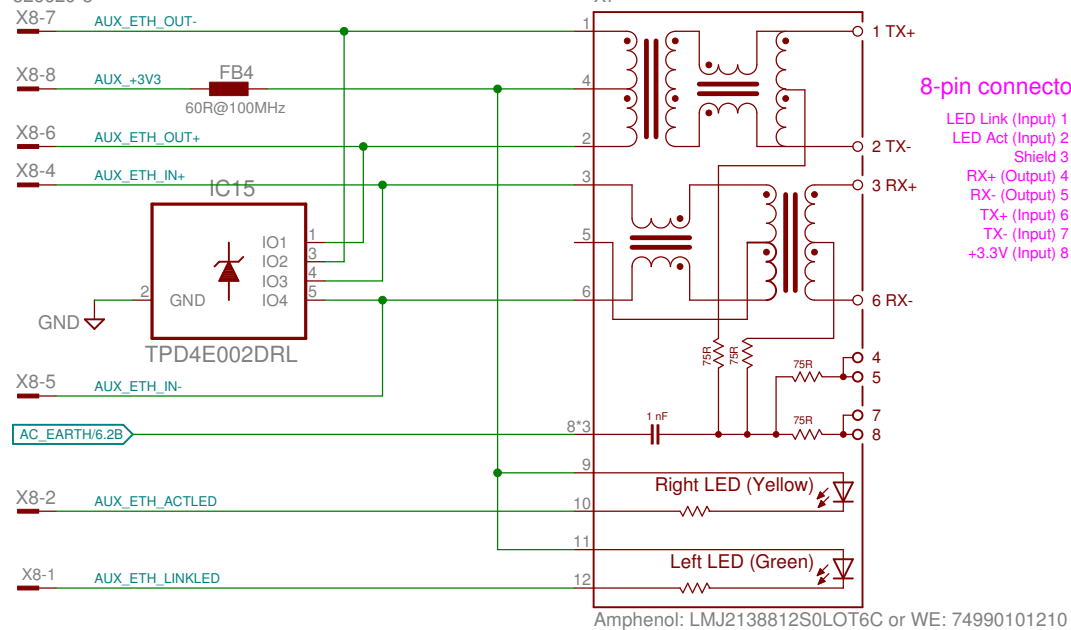 X8-7 AUX_ETH_OUT-
X8-8 AUX_+3V3 FB4
60R@100MHz
X8-6 AUX_ETH_OUT+
X8-4 AUX_ETH_IN+
IC15
IO1 1
IO2 3
IO3 4
IO4 5
2 GND
GND
TPD4E002DRL
X8-5 AUX_ETH_IN-
AC_EARTH/6.2B
X8-2 AUX_ETH_ACTLED
X8-1 AUX_ETH_LINKLED
1
4
2
3
5
6
8*3
9
10
11
12
1 TX+
2 TX-
3 RX+
6 RX-
75R
75R
75R
75R
1 nF
4
5
7
8
Right LED (Yellow)
Left LED (Green)
Amphenol: LMJ2138812S0LOT6C or WE: 74990101210
8-pin connecto
LED Link (Input) 1
LED Act (Input) 2
Shield 3
RX+ (Output) 4
RX- (Output) 5
TX+ (Input) 6
TX- (Input) 7
+3.3V (Input) 8